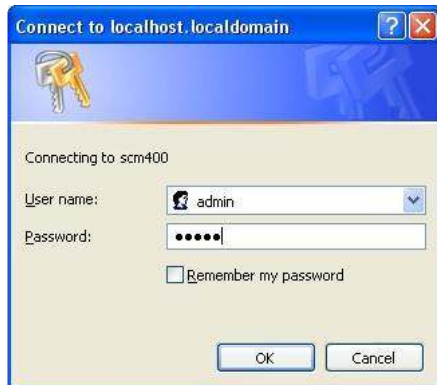 Connect to localhost.localdomain
Connecting to scm400
User name: admin
Password: •••••
Remember my password
OK Cancel